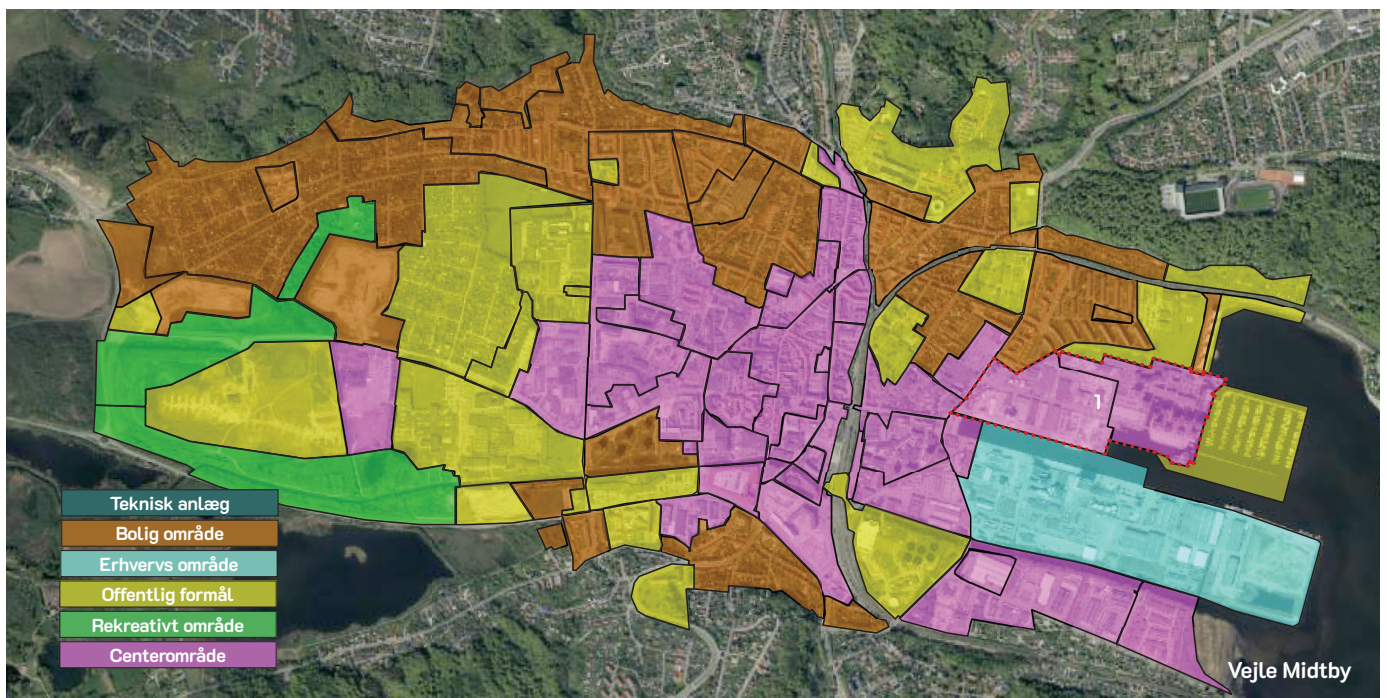 1
Teknisk anlæg
Bolig område
Erhvervs område
Offentlig formål
Rekreativt område
Centerområde
Vejle Midtby